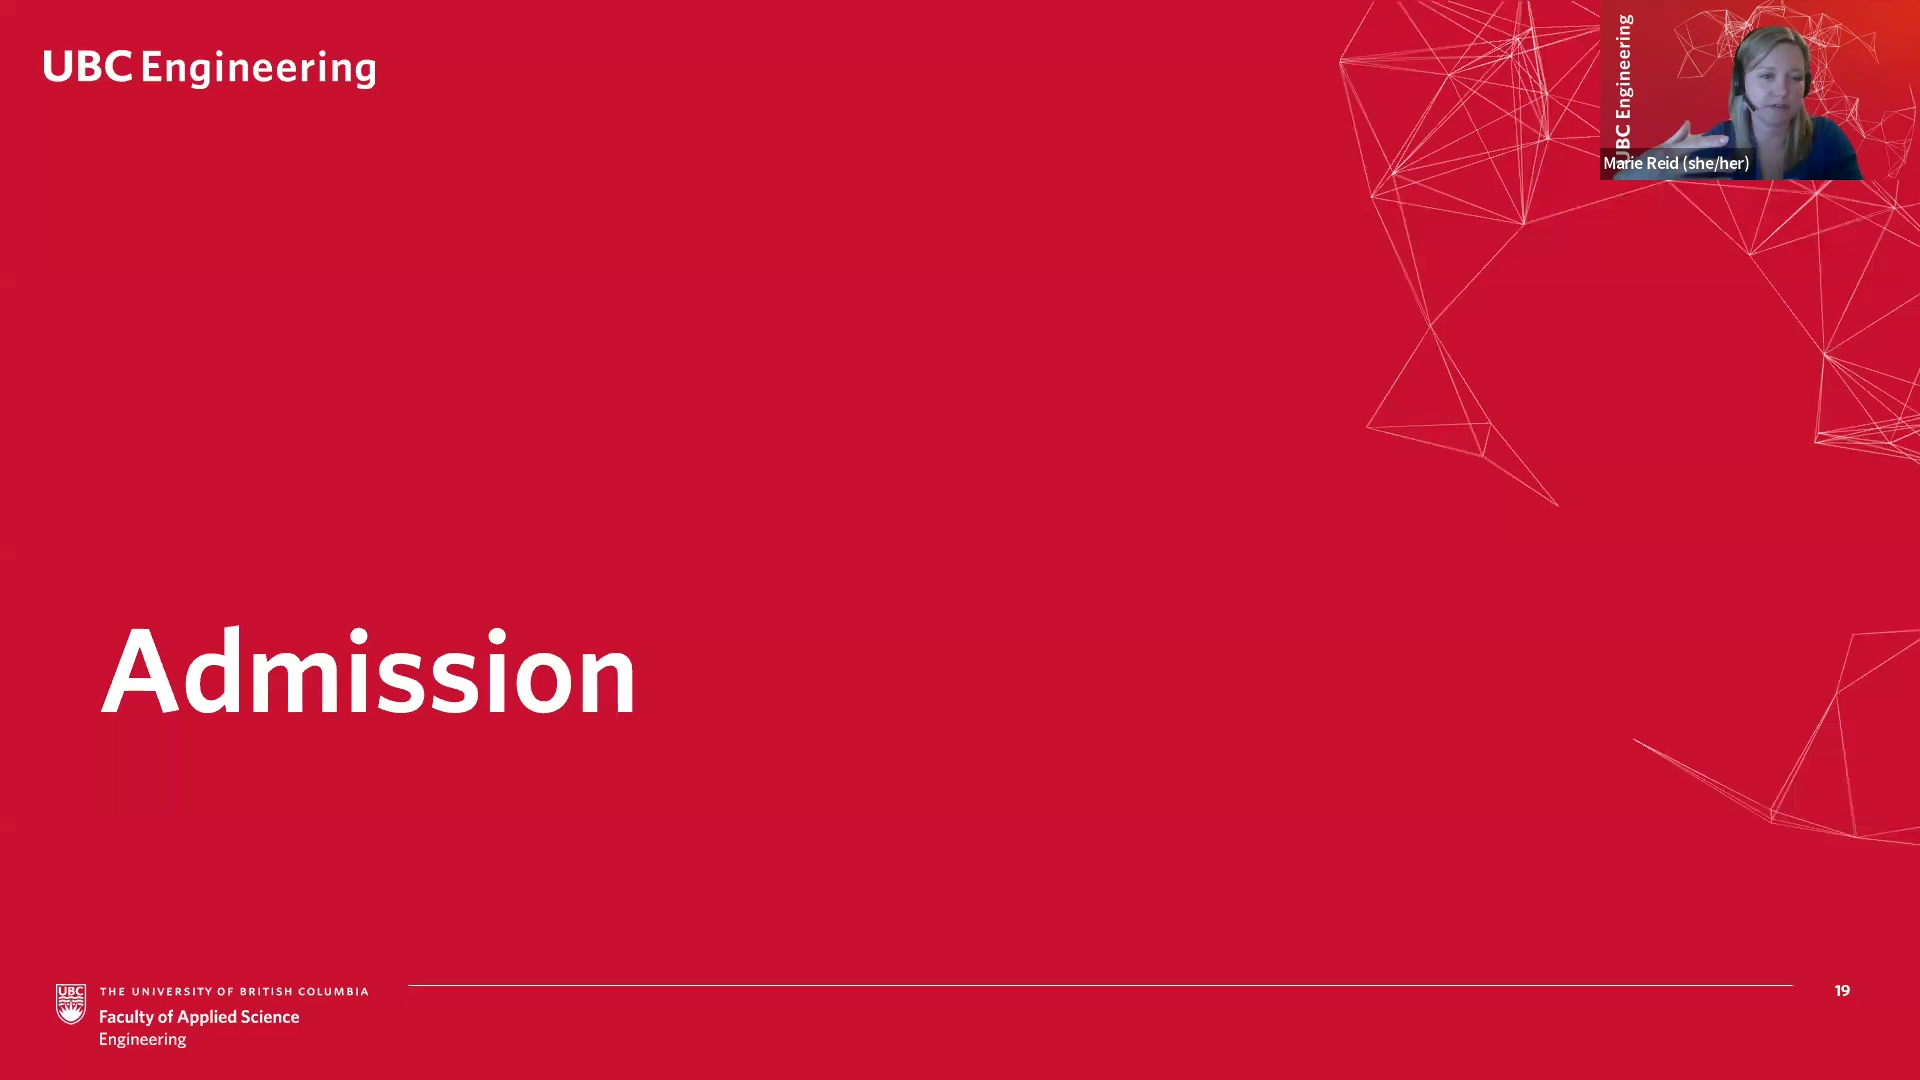 UBC Engineering
UBC Engineering
Marie Reid (she/her)
Admission
UBC
THE UNIVERSITY OF BRITISH COLUMBIA
Faculty of Applied Science
Engineering
19